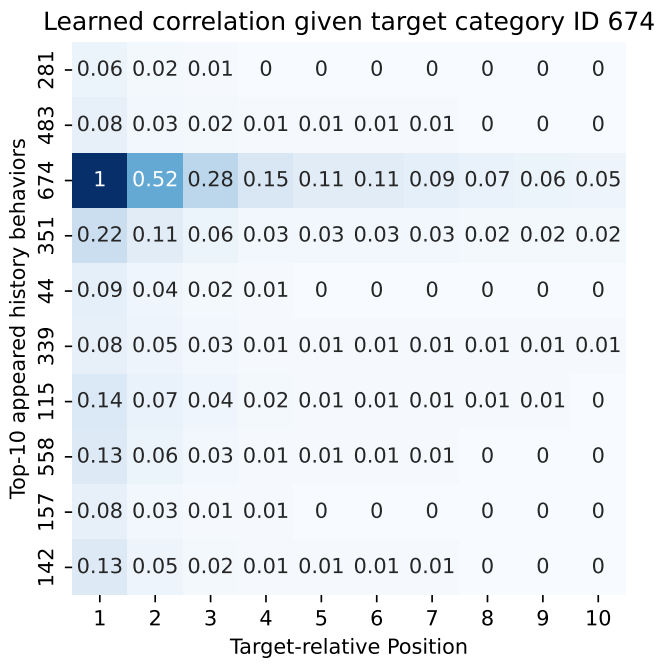 Learned correlation given target category ID 674
Top-10 appeared history behaviors
281 0.06 0.02 0.01 0 0 0 0 0 0 0
483 0.08 0.03 0.02 0.01 0.01 0.01 0.01 0 0 0
674 1 0.52 0.28 0.15 0.11 0.11 0.09 0.07 0.06 0.05
351 0.22 0.11 0.06 0.03 0.03 0.03 0.03 0.02 0.02 0.02
44 0.09 0.04 0.02 0.01 0 0 0 0 0 0
339 0.08 0.05 0.03 0.01 0.01 0.01 0.01 0.01 0.01 0.01
115 0.14 0.07 0.04 0.02 0.01 0.01 0.01 0.01 0.01 0
558 0.13 0.06 0.03 0.01 0.01 0.01 0.01 0 0 0
157 0.08 0.03 0.01 0.01 0 0 0 0 0 0
142 0.13 0.05 0.02 0.01 0.01 0.01 0.01 0 0 0
1 2 3 4 5 6 7 8 9 10
Target-relative Position